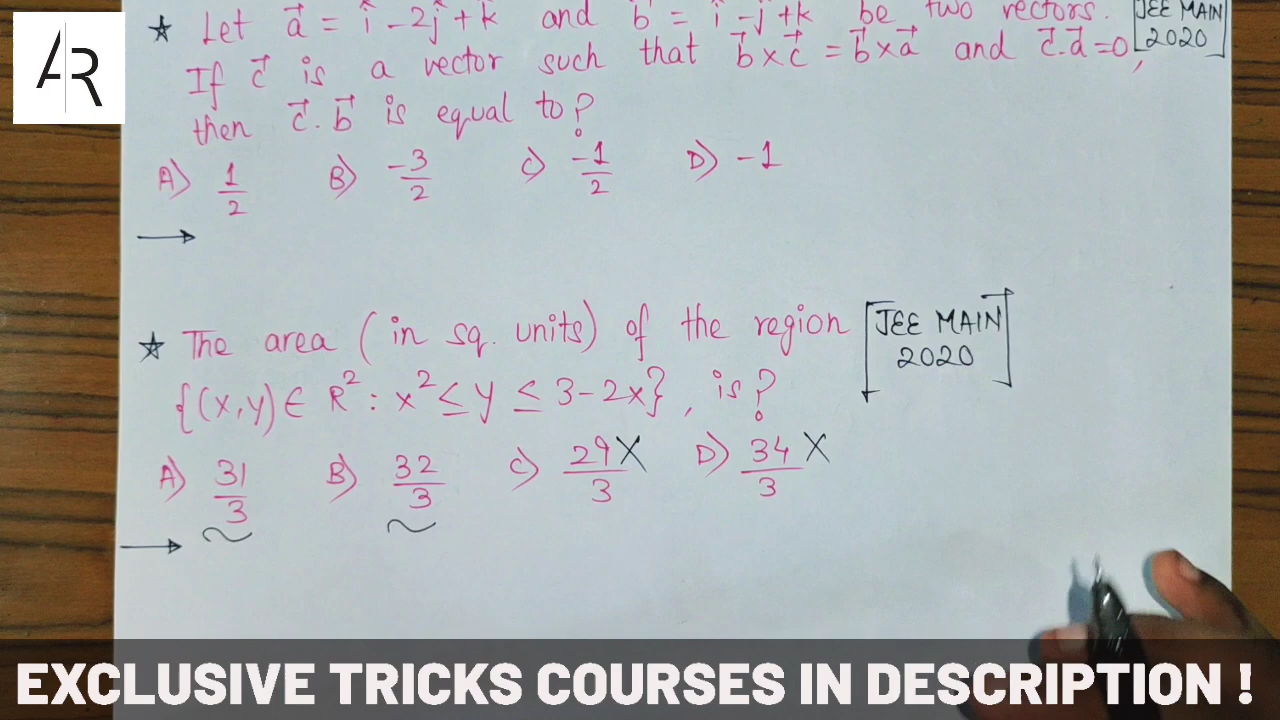 AR
☆ Let a⃗ = î - 2ĵ + k̂ and b⃗ = î - ĵ + k̂ be two vectors. [JEE MAIN 2020]
If c⃗ is a vector such that b⃗ × c⃗ = b⃗ × a⃗ and c⃗.a⃗ = 0,
then c⃗.b⃗ is equal to?
A) 1/2 B) -3/2 C) -1/2 D) -1
→
☆ The area (in sq. units) of the region [JEE MAIN 2020]
{(x,y) ∈ R² : x² ≤ y ≤ 3-2x}, is?
A) 31/3 B) 32/3 C) 29/3 X D) 34/3 X
→
EXCLUSIVE TRICKS COURSES IN DESCRIPTION !